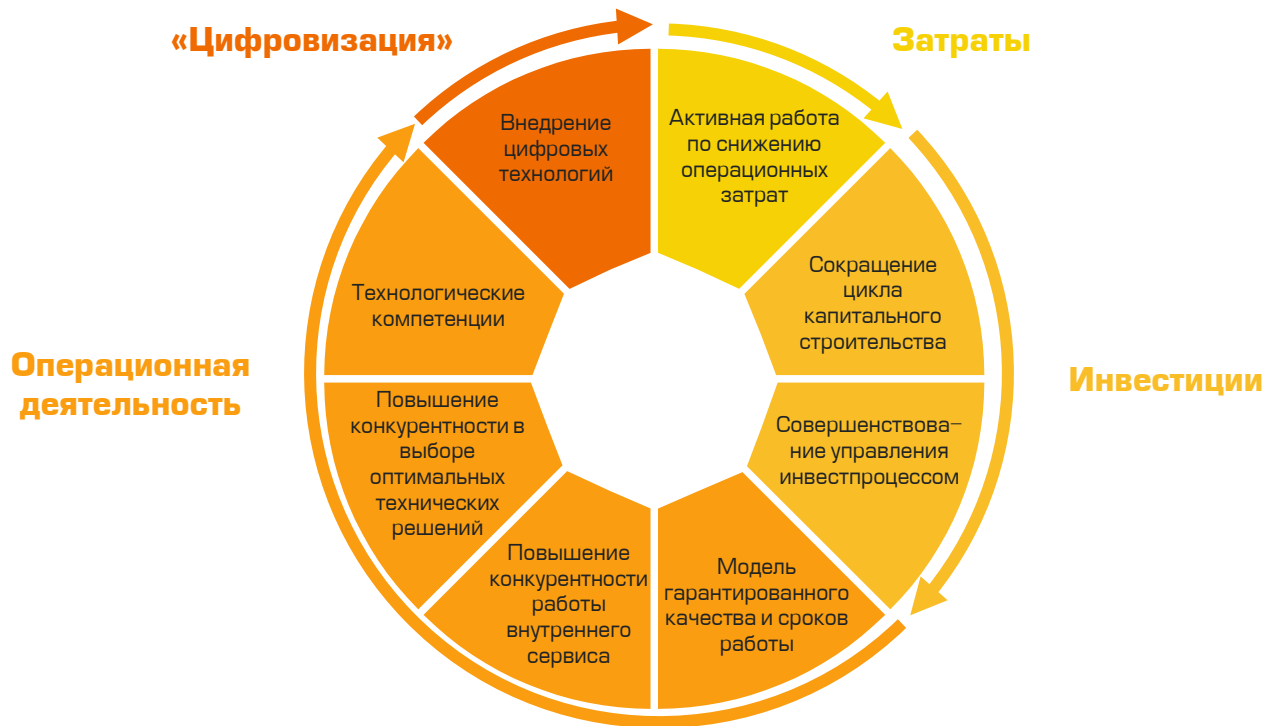 «Цифровизация»
Затраты
Внедрение
цифровых
технологий
Активная работа
по снижению
операционных
затрат
Сокращение
цикла
капитального
строительства
Инвестиции
Совершенствова–
ние управления
инвестпроцессом
Модель
гарантированного
качества и сроков
работы
Повышение
конкурентности
работы
внутреннего
сервиса
Повышение
конкурентности в
выборе
оптимальных
технических
решений
Операционная
деятельность
Технологические
компетенции